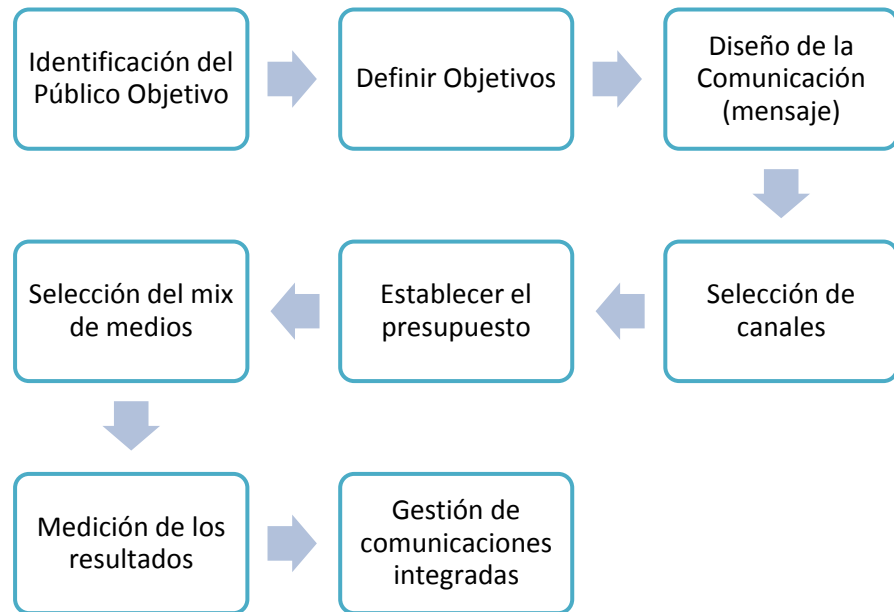 Identificación del
Público Objetivo
Definir Objetivos
Diseño de la
Comunicación
(mensaje)
Selección de
canales
Establecer el
presupuesto
Selección del mix
de medios
Medición de los
resultados
Gestión de
comunicaciones
integradas